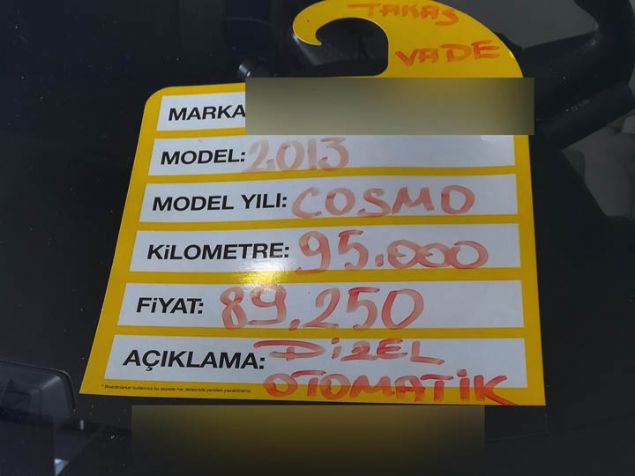 TAKAS
VADE
MARKA
MODEL: 2013
MODEL YILI: COSMO
KiLOMETRE: 95.000
FiYAT: 89.250
AÇIKLAMA: DİZEL
OTOMATİK